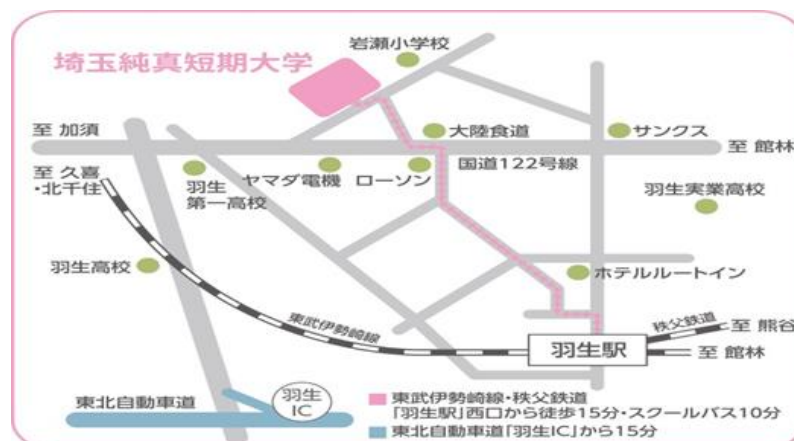 岩瀬小学校
埼玉純真短期大学
至 加須
大陸食道
サンクス
至 館林
国道122号線
至 久喜
・北千住
羽生
第一高校
ヤマダ電機
ローソン
羽生実業高校
羽生高校
ホテルルートイン
東武伊勢崎線
秩父鉄道
至 熊谷
羽生駅
至 館林
羽生
IC
東北自動車道
東武伊勢崎線・秩父鉄道
「羽生駅」西口から徒歩15分・スクールバス10分
東北自動車道「羽生IC」から15分